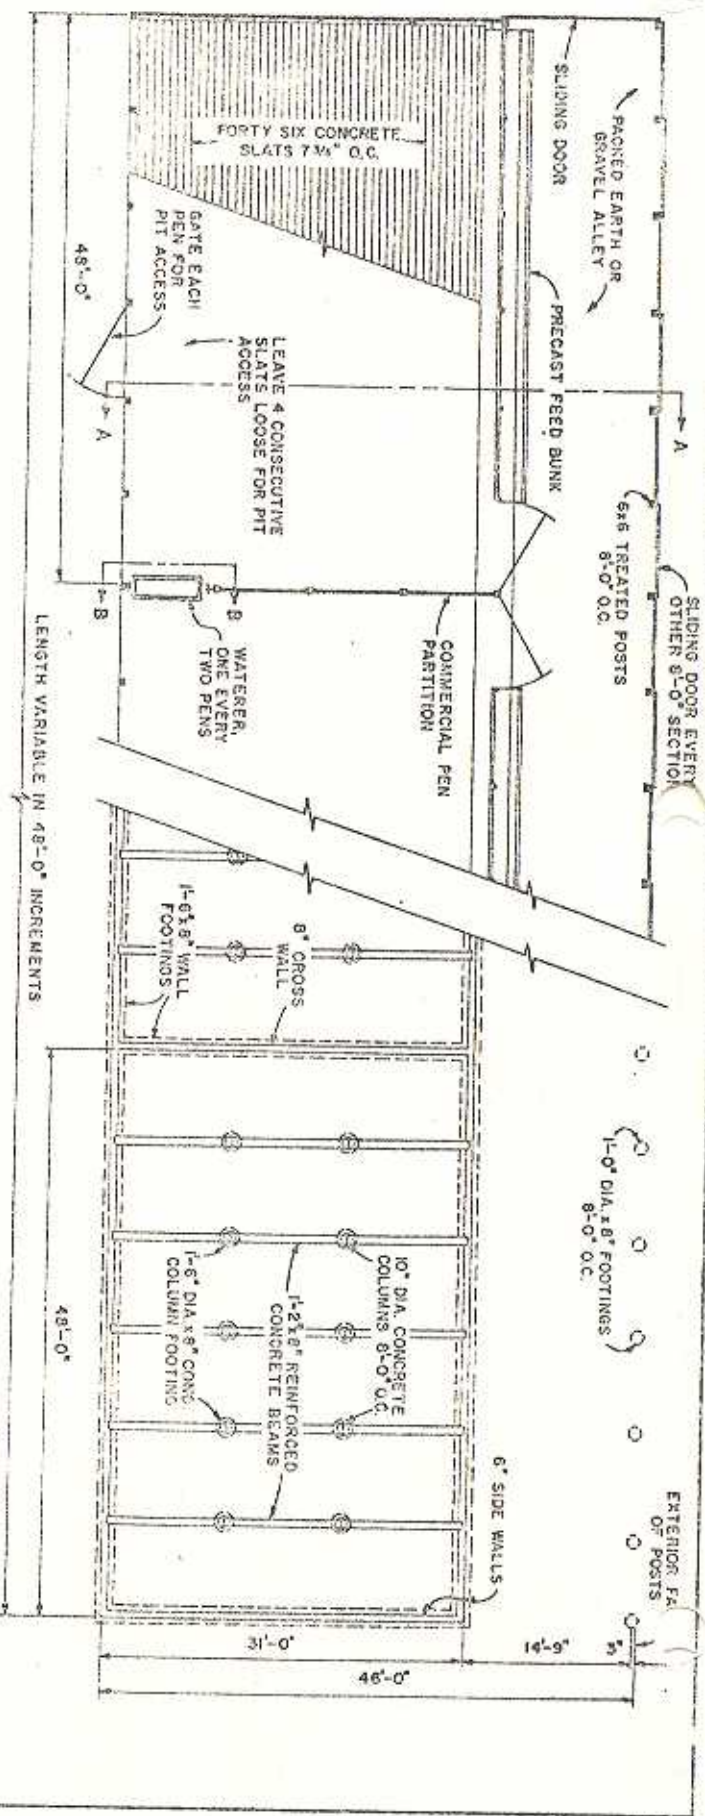 SLIDING DOOR
PACKED EARTH OR
GRAVEL ALLEY
PRECAST FEED BUNK
A
6x6 TREATED POSTS
8'-0" O.C.
SLIDING DOOR EVERY
OTHER 8'-0" SECTION
FORTY SIX CONCRETE
SLATS 7 3/4" O.C.
GATE EACH
PEN FOR
PIT ACCESS
LEAVE 4 CONSECUTIVE
SLATS LOOSE FOR PIT
ACCESS
A
48'-0"
B
B
WATERER,
ONE EVERY
TWO PENS
COMMERCIAL PEN
PARTITION
LENGTH VARIABLE IN 48'-0" INCREMENTS
1'-6"x8" WALL
FOOTINGS
8" CROSS
WALL
1'-0" DIA. x 8" FOOTINGS
8'-0" O.C.
10" DIA. CONCRETE
COLUMNS 8'-0" O.C.
1'-2"x8" REINFORCED
CONCRETE BEAMS
1'-6" DIA. x 8" CONC
COLUMN FOOTING
48'-0"
6" SIDE WALLS
EXTERIOR FA
OF POSTS
31'-0"
14'-9"
3"
46'-0"